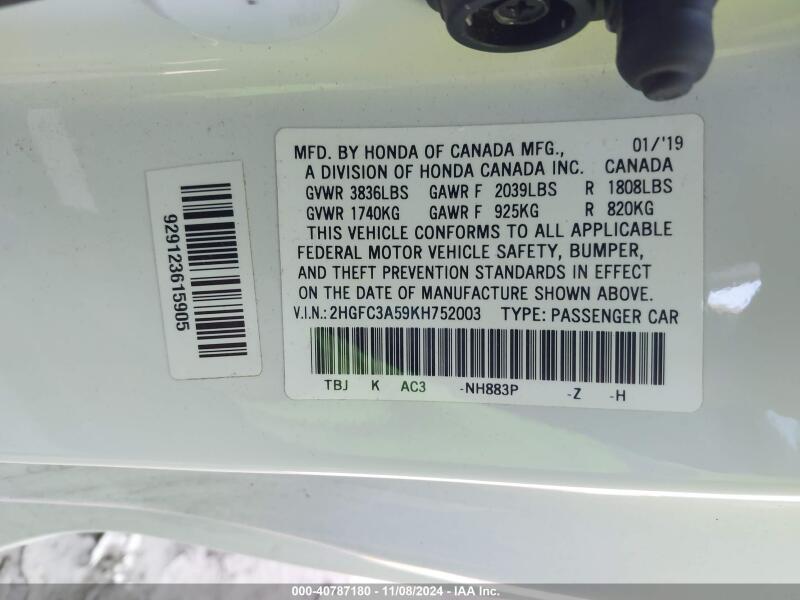 MFD. BY HONDA OF CANADA MFG., 01/'19
A DIVISION OF HONDA CANADA INC. CANADA
GVWR 3836LBS GAWR F 2039LBS R 1808LBS
GVWR 1740KG GAWR F 925KG R 820KG
THIS VEHICLE CONFORMS TO ALL APPLICABLE
FEDERAL MOTOR VEHICLE SAFETY, BUMPER,
AND THEFT PREVENTION STANDARDS IN EFFECT
ON THE DATE OF MANUFACTURE SHOWN ABOVE.
V.I.N.: 2HGFC3A59KH752003 TYPE: PASSENGER CAR
TBJ K AC3 -NH883P -Z -H
929123615905
000-40787180 - 11/08/2024 - IAA Inc.